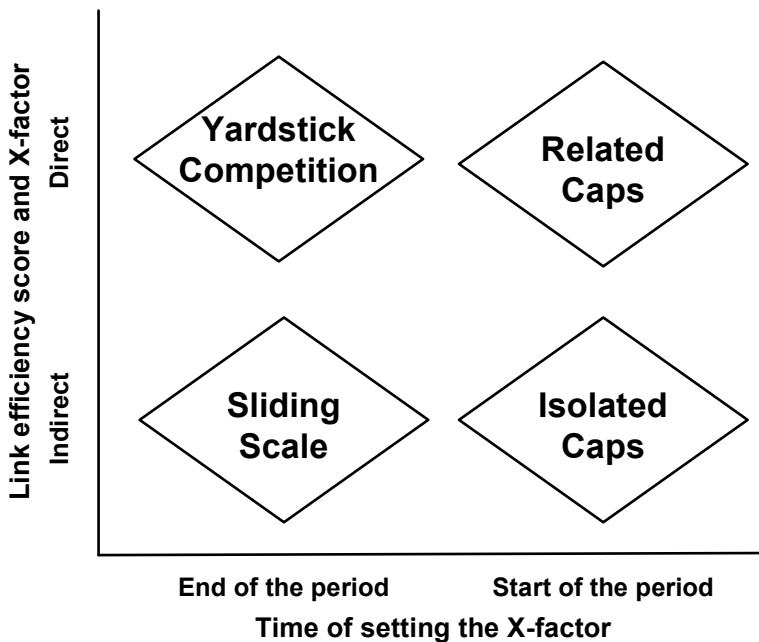 Link efficiency score and X-factor
Direct
Indirect
Yardstick
Competition
Related
Caps
Sliding
Scale
Isolated
Caps
End of the period
Start of the period
Time of setting the X-factor